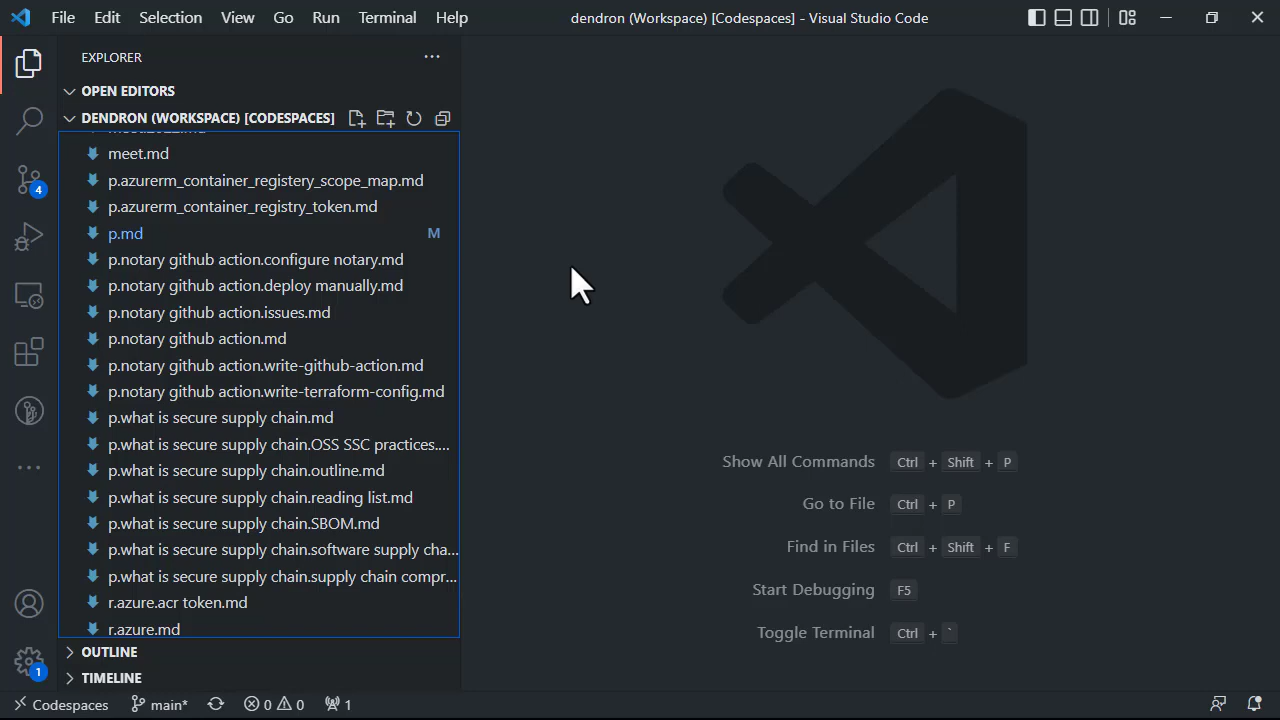 File Edit Selection View Go Run Terminal Help
dendron (Workspace) [Codespaces] - Visual Studio Code
EXPLORER
OPEN EDITORS
DENDRON (WORKSPACE) [CODESPACES]
meet.md
p.azurerm_container_registery_scope_map.md
p.azurerm_container_registry_token.md
p.md M
p.notary github action.configure notary.md
p.notary github action.deploy manually.md
p.notary github action.issues.md
p.notary github action.md
p.notary github action.write-github-action.md
p.notary github action.write-terraform-config.md
p.what is secure supply chain.md
p.what is secure supply chain.OSS SSC practices....
p.what is secure supply chain.outline.md
p.what is secure supply chain.reading list.md
p.what is secure supply chain.SBOM.md
p.what is secure supply chain.software supply cha...
p.what is secure supply chain.supply chain compr...
r.azure.acr token.md
r.azure.md
OUTLINE
TIMELINE
4
1
Show All Commands Ctrl + Shift + P
Go to File Ctrl + P
Find in Files Ctrl + Shift + F
Start Debugging F5
Toggle Terminal Ctrl + `
Codespaces main* 0 0 1